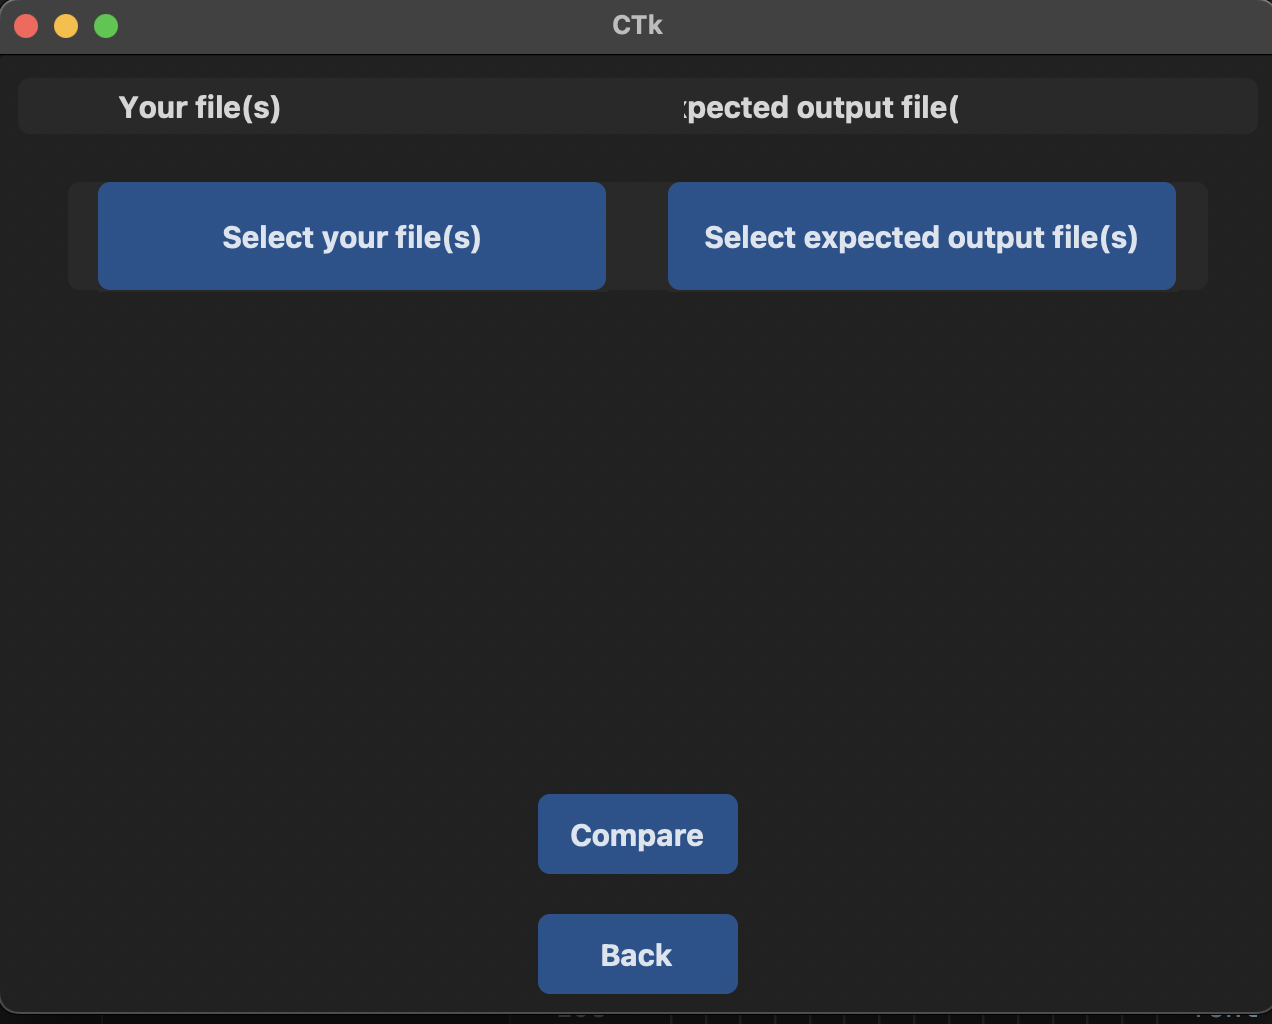 CTk
Your file(s)
pected output file(
Select your file(s)
Select expected output file(s)
Compare
Back